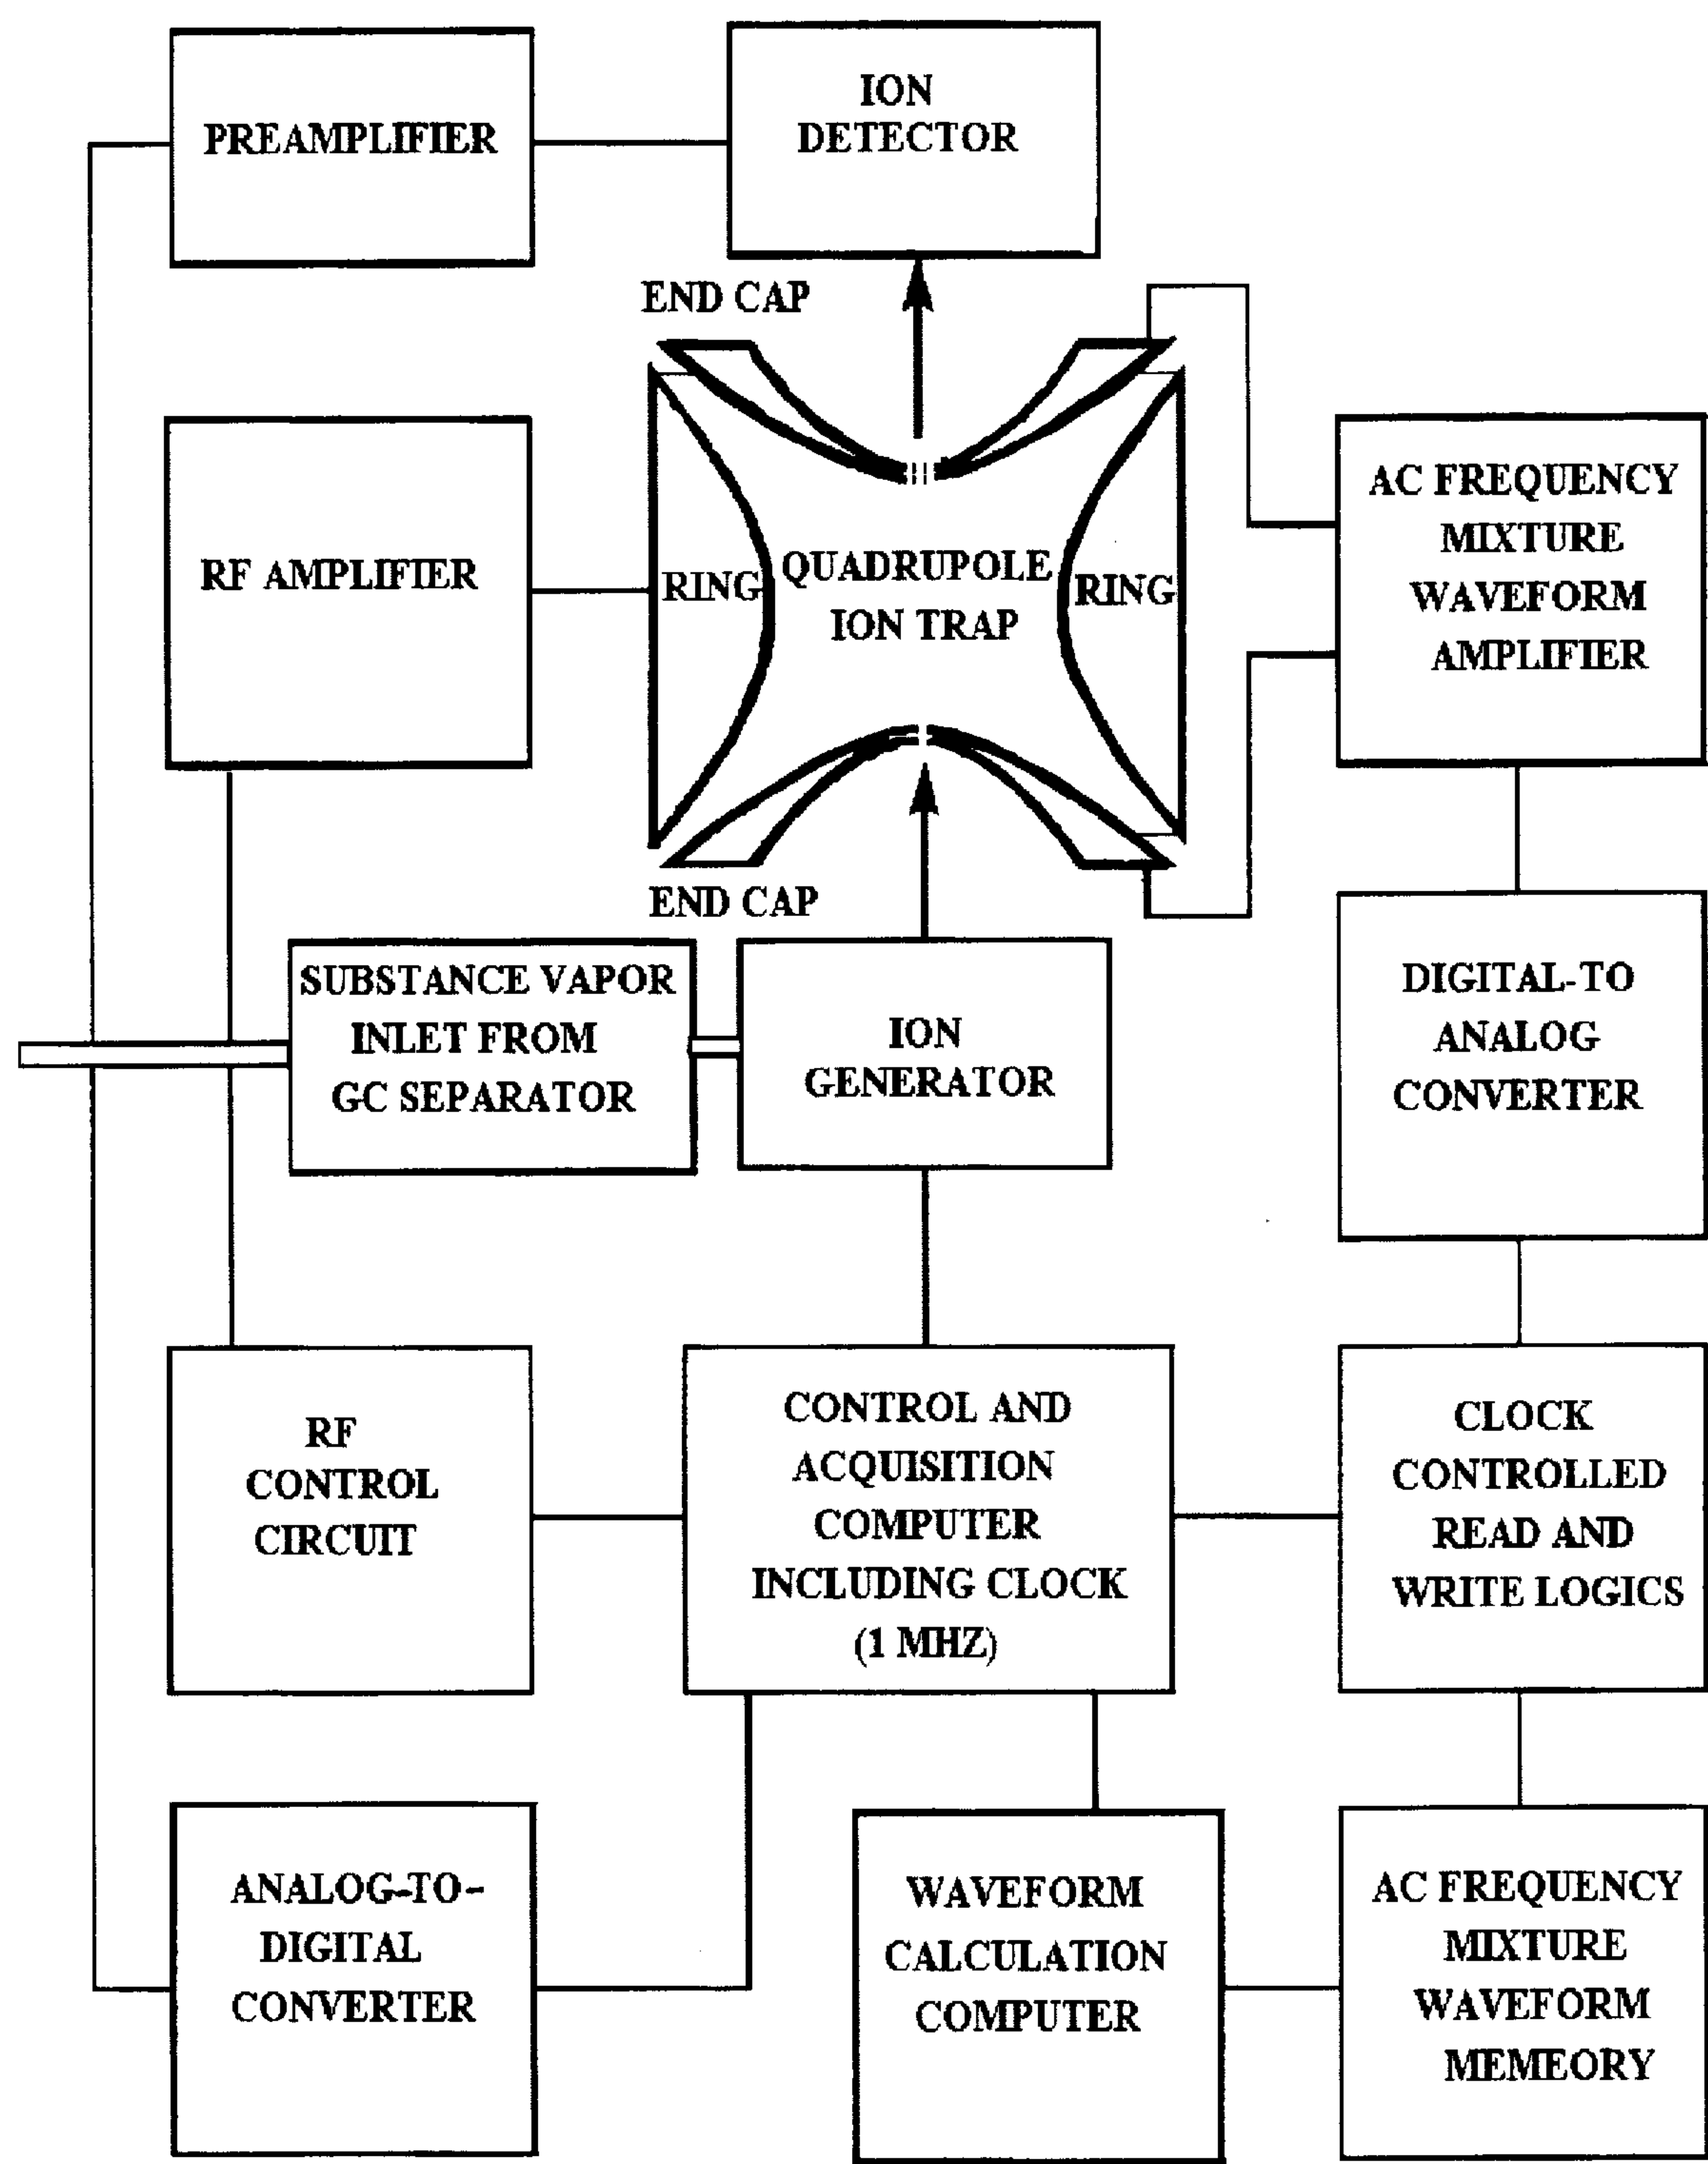 PREAMPLIFIER
ION
DETECTOR
END CAP
RF AMPLIFIER
RING
QUADRUPOLE
ION TRAP
RING
AC FREQUENCY
MIXTURE
WAVEFORM
AMPLIFIER
END CAP
SUBSTANCE VAPOR
INLET FROM
GC SEPARATOR
ION
GENERATOR
DIGITAL-TO
ANALOG
CONVERTER
RF
CONTROL
CIRCUIT
CONTROL AND
ACQUISITION
COMPUTER
INCLUDING CLOCK
(1 MHZ)
CLOCK
CONTROLLED
READ AND
WRITE LOGICS
ANALOG-TO-
DIGITAL
CONVERTER
WAVEFORM
CALCULATION
COMPUTER
AC FREQUENCY
MIXTURE
WAVEFORM
MEMEORY